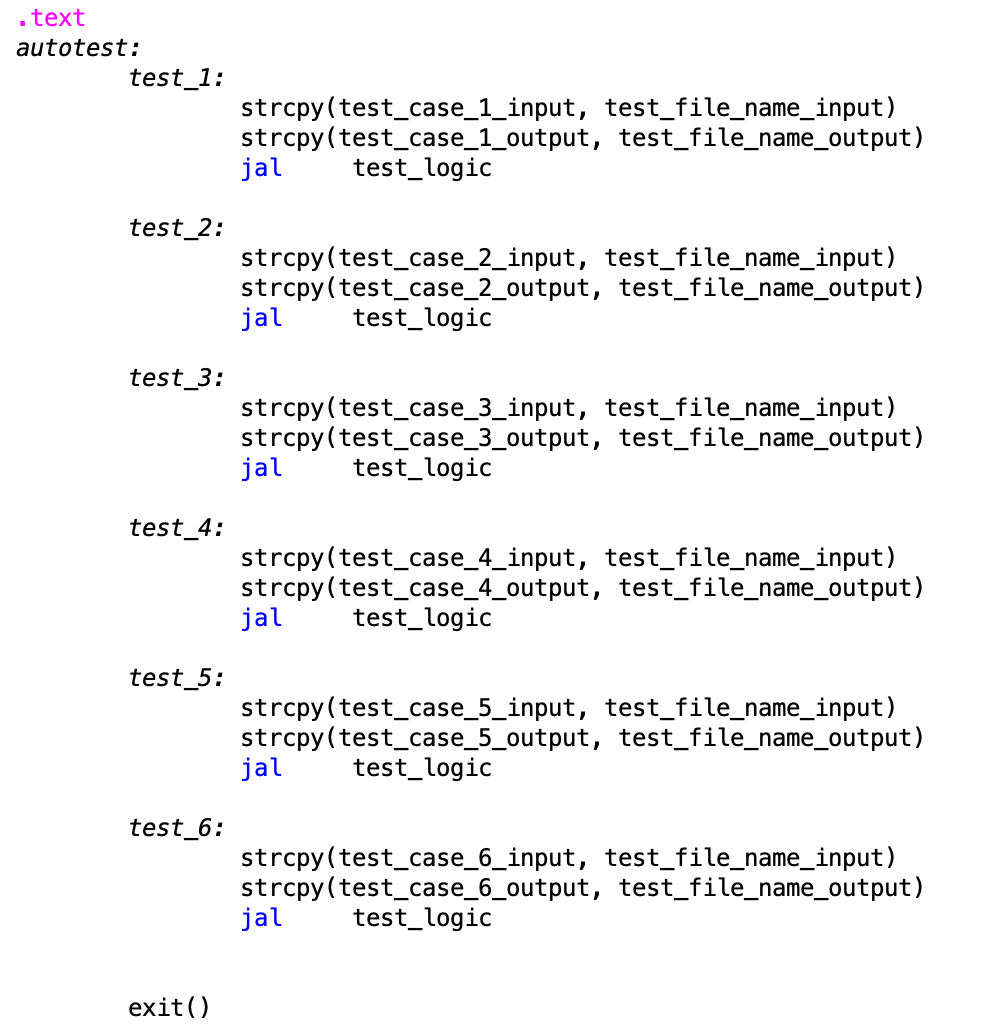 .text
autotest:
test_1:
strcpy(test_case_1_input, test_file_name_input)
strcpy(test_case_1_output, test_file_name_output)
jal test_logic
test_2:
strcpy(test_case_2_input, test_file_name_input)
strcpy(test_case_2_output, test_file_name_output)
jal test_logic
test_3:
strcpy(test_case_3_input, test_file_name_input)
strcpy(test_case_3_output, test_file_name_output)
jal test_logic
test_4:
strcpy(test_case_4_input, test_file_name_input)
strcpy(test_case_4_output, test_file_name_output)
jal test_logic
test_5:
strcpy(test_case_5_input, test_file_name_input)
strcpy(test_case_5_output, test_file_name_output)
jal test_logic
test_6:
strcpy(test_case_6_input, test_file_name_input)
strcpy(test_case_6_output, test_file_name_output)
jal test_logic
exit()